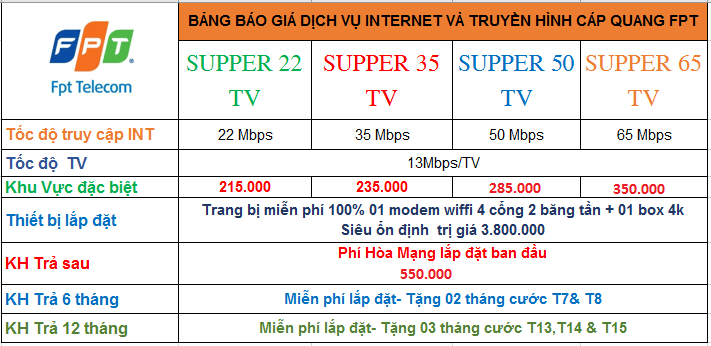 BẢNG BÁO GIÁ DỊCH VỤ INTERNET VÀ TRUYỀN HÌNH CÁP QUANG FPT
FPT
Fpt Telecom
SUPPER 22 TV
SUPPER 35 TV
SUPPER 50 TV
SUPPER 65 TV
Tốc độ truy cập INT
22 Mbps
35 Mbps
50 Mbps
65 Mbps
Tốc độ TV
13Mbps/TV
Khu Vực đặc biệt
215.000
235.000
285.000
350.000
Thiết bị lắp đặt
Trang bị miễn phí 100% 01 modem wiffi 4 cổng 2 băng tần + 01 box 4k
Siêu ổn định trị giá 3.800.000
KH Trả sau
Phí Hòa Mạng lắp đặt ban đầu
550.000
KH Trả 6 tháng
Miễn phí lắp đặt- Tặng 02 tháng cước T7& T8
KH Trả 12 tháng
Miễn phí lắp đặt- Tặng 03 tháng cước T13,T14 & T15